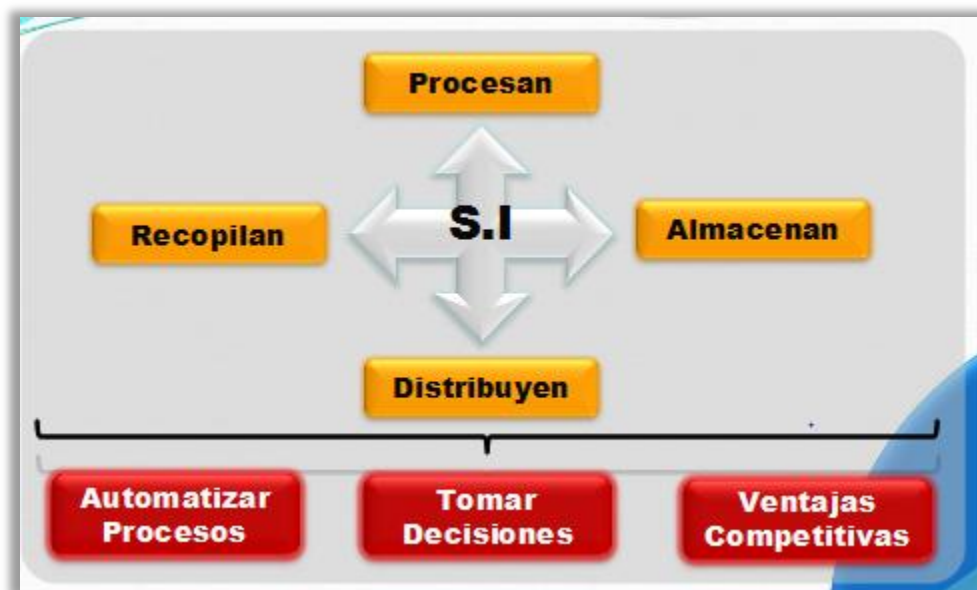 Procesan
Recopilan
S.I
Almacenan
Distribuyen
Automatizar
Procesos
Tomar
Decisiones
Ventajas
Competitivas